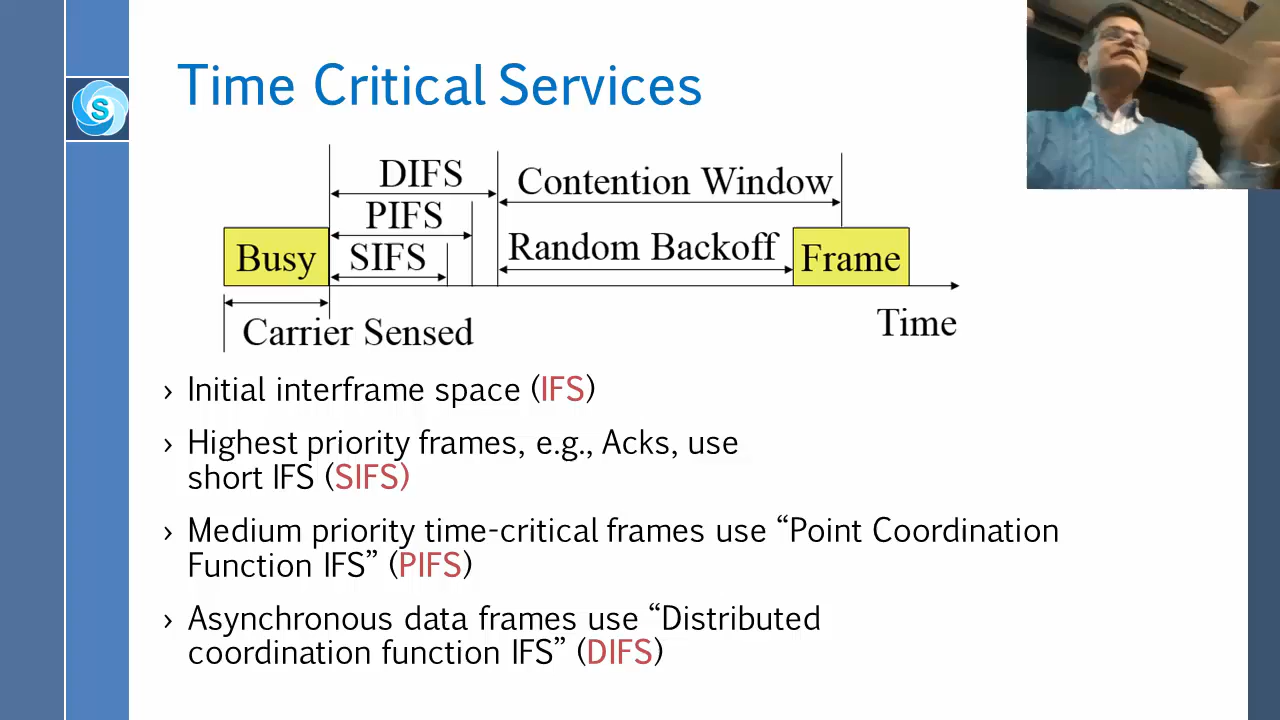 Time Critical Services
S
DIFS
Contention Window
PIFS
Busy
SIFS
Random Backoff
Frame
Carrier Sensed
Time
› Initial interframe space (IFS)
› Highest priority frames, e.g., Acks, use
short IFS (SIFS)
› Medium priority time-critical frames use “Point Coordination
Function IFS” (PIFS)
› Asynchronous data frames use “Distributed
coordination function IFS” (DIFS)